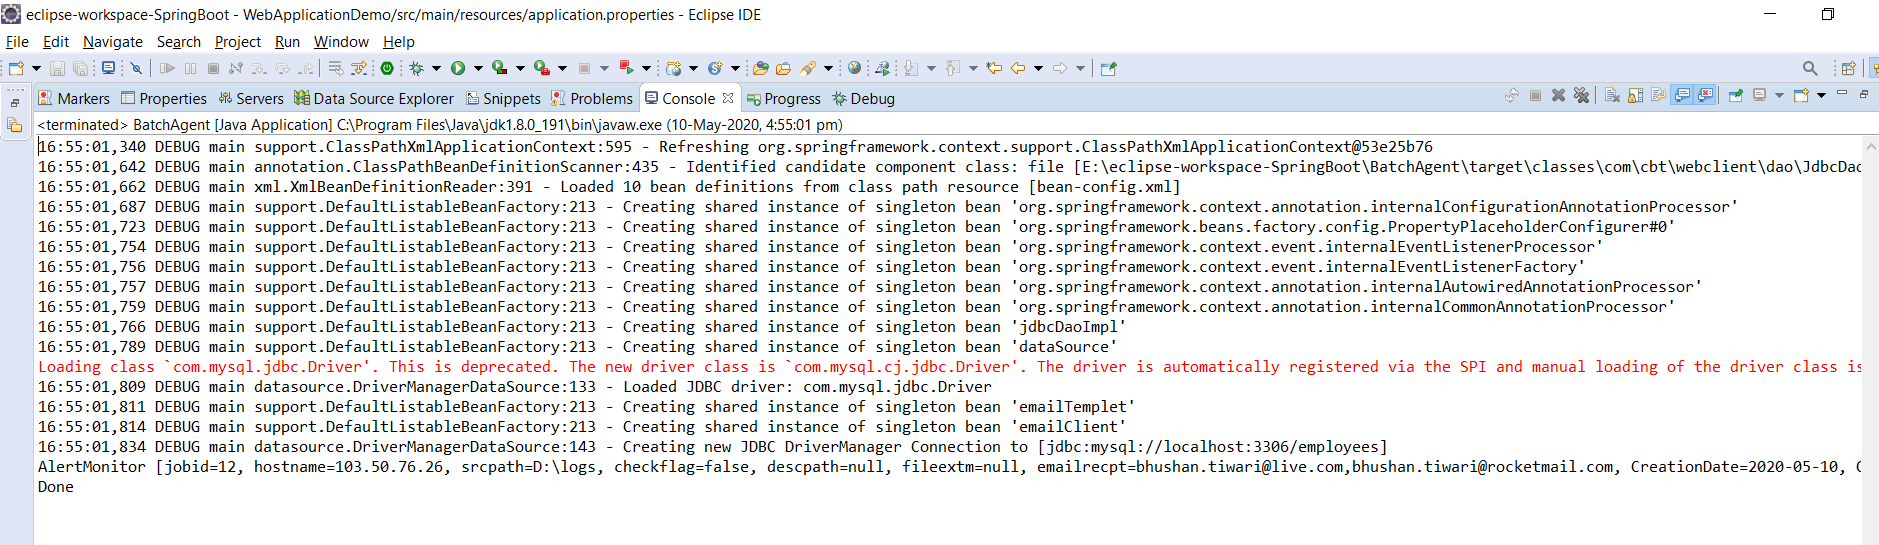 eclipse-workspace-SpringBoot - WebApplicationDemo/src/main/resources/application.properties - Eclipse IDE
File Edit Navigate Search Project Run Window Help
Markers Properties Servers Data Source Explorer Snippets Problems Console Progress Debug
<terminated> BatchAgent [Java Application] C:\Program Files\Java\jdk1.8.0_191\bin\javaw.exe (10-May-2020, 4:55:01 pm)
16:55:01,340 DEBUG main support.ClassPathXmlApplicationContext:595 - Refreshing org.springframework.context.support.ClassPathXmlApplicationContext@53e25b76
16:55:01,642 DEBUG main annotation.ClassPathBeanDefinitionScanner:435 - Identified candidate component class: file [E:\eclipse-workspace-SpringBoot\BatchAgent\target\classes\com\cbt\webclient\dao\JdbcDao
16:55:01,662 DEBUG main xml.XmlBeanDefinitionReader:391 - Loaded 10 bean definitions from class path resource [bean-config.xml]
16:55:01,687 DEBUG main support.DefaultListableBeanFactory:213 - Creating shared instance of singleton bean 'org.springframework.context.annotation.internalConfigurationAnnotationProcessor'
16:55:01,723 DEBUG main support.DefaultListableBeanFactory:213 - Creating shared instance of singleton bean 'org.springframework.beans.factory.config.PropertyPlaceholderConfigurer#0'
16:55:01,754 DEBUG main support.DefaultListableBeanFactory:213 - Creating shared instance of singleton bean 'org.springframework.context.event.internalEventListenerProcessor'
16:55:01,756 DEBUG main support.DefaultListableBeanFactory:213 - Creating shared instance of singleton bean 'org.springframework.context.event.internalEventListenerFactory'
16:55:01,757 DEBUG main support.DefaultListableBeanFactory:213 - Creating shared instance of singleton bean 'org.springframework.context.annotation.internalAutowiredAnnotationProcessor'
16:55:01,759 DEBUG main support.DefaultListableBeanFactory:213 - Creating shared instance of singleton bean 'org.springframework.context.annotation.internalCommonAnnotationProcessor'
16:55:01,766 DEBUG main support.DefaultListableBeanFactory:213 - Creating shared instance of singleton bean 'jdbcDaoImpl'
16:55:01,789 DEBUG main support.DefaultListableBeanFactory:213 - Creating shared instance of singleton bean 'dataSource'
Loading class `com.mysql.jdbc.Driver'. This is deprecated. The new driver class is `com.mysql.cj.jdbc.Driver'. The driver is automatically registered via the SPI and manual loading of the driver class is
16:55:01,809 DEBUG main datasource.DriverManagerDataSource:133 - Loaded JDBC driver: com.mysql.jdbc.Driver
16:55:01,811 DEBUG main support.DefaultListableBeanFactory:213 - Creating shared instance of singleton bean 'emailTemplet'
16:55:01,814 DEBUG main support.DefaultListableBeanFactory:213 - Creating shared instance of singleton bean 'emailClient'
16:55:01,834 DEBUG main datasource.DriverManagerDataSource:143 - Creating new JDBC DriverManager Connection to [jdbc:mysql://localhost:3306/employees]
AlertMonitor [jobid=12, hostname=103.50.76.26, srcpath=D:\logs, checkflag=false, descpath=null, fileextm=null, emailrecpt=bhushan.tiwari@live.com,bhushan.tiwari@rocketmail.com, CreationDate=2020-05-10, C
Done